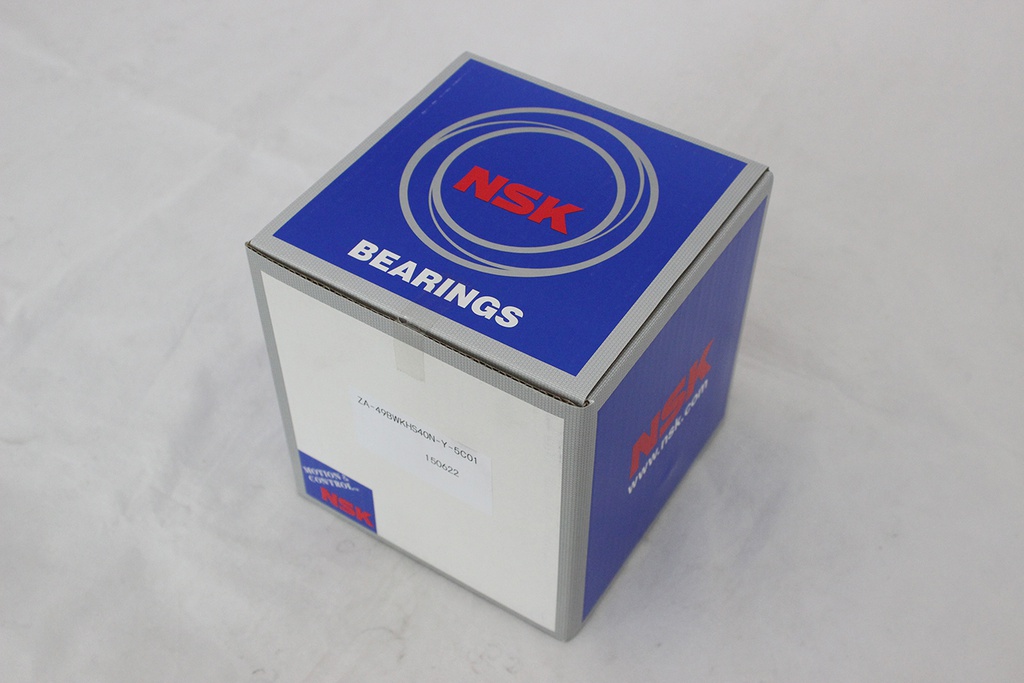 NSK
BEARINGS
ZA-49BWKHS40N-Y-5C01
150622
MOTION &
CONTROL
NSK
NSK
www.nsk.com